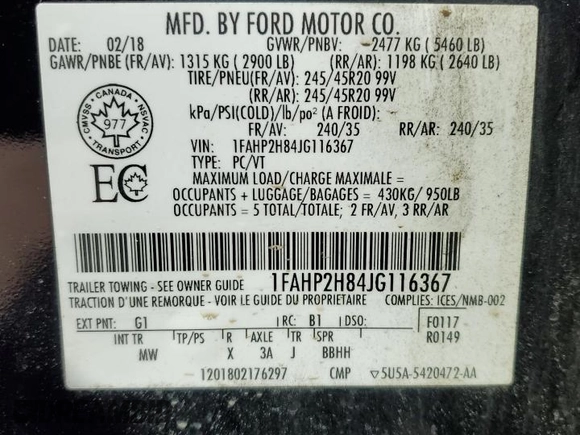 MFD. BY FORD MOTOR CO.
DATE: 02/18 GVWR/PNBV - 2477 KG ( 5460 LB)
GAWR/PNBE (FR/AV) 1315 KG ( 2900 LB) (RR/AR) 1198 KG ( 2640 LB)
TIRE/PNEU(FR/AV) : 245/45R20 99V
(RR/AR) : 245/45R20 99V
kPa/PSI(COLD)/lb/po² (A FROID):
FR/AV: 240/35 RR/AR: 240/35
VIN: 1FAHP2H84JG116367
TYPE: PC/VT
CANADA
CMVSS
NSVAC
977
TRANSPORT
EC
MAXIMUM LOAD/CHARGE MAXIMALE =
OCCUPANTS + LUGGAGE/BAGAGES = 430KG/ 950LB
OCCUPANTS = 5 TOTAL/TOTALE; 2 FR/AV, 3 RR/AR
TRAILER TOWING - SEE OWNER GUIDE 1FAHP2H84JG116367
TRACTION D'UNE REMORQUE - VOIR LE GUIDE DU PROPRIETAIRE COMPLIES: ICES/NMB-002
EXT PNT: G1 RC: B1 DSO: F0117
INT TR TP/PS R AXLE TR SPR R0149
MW X 3A J BBHH
1201802176297 CMP ▽5U5A-5420472-AA